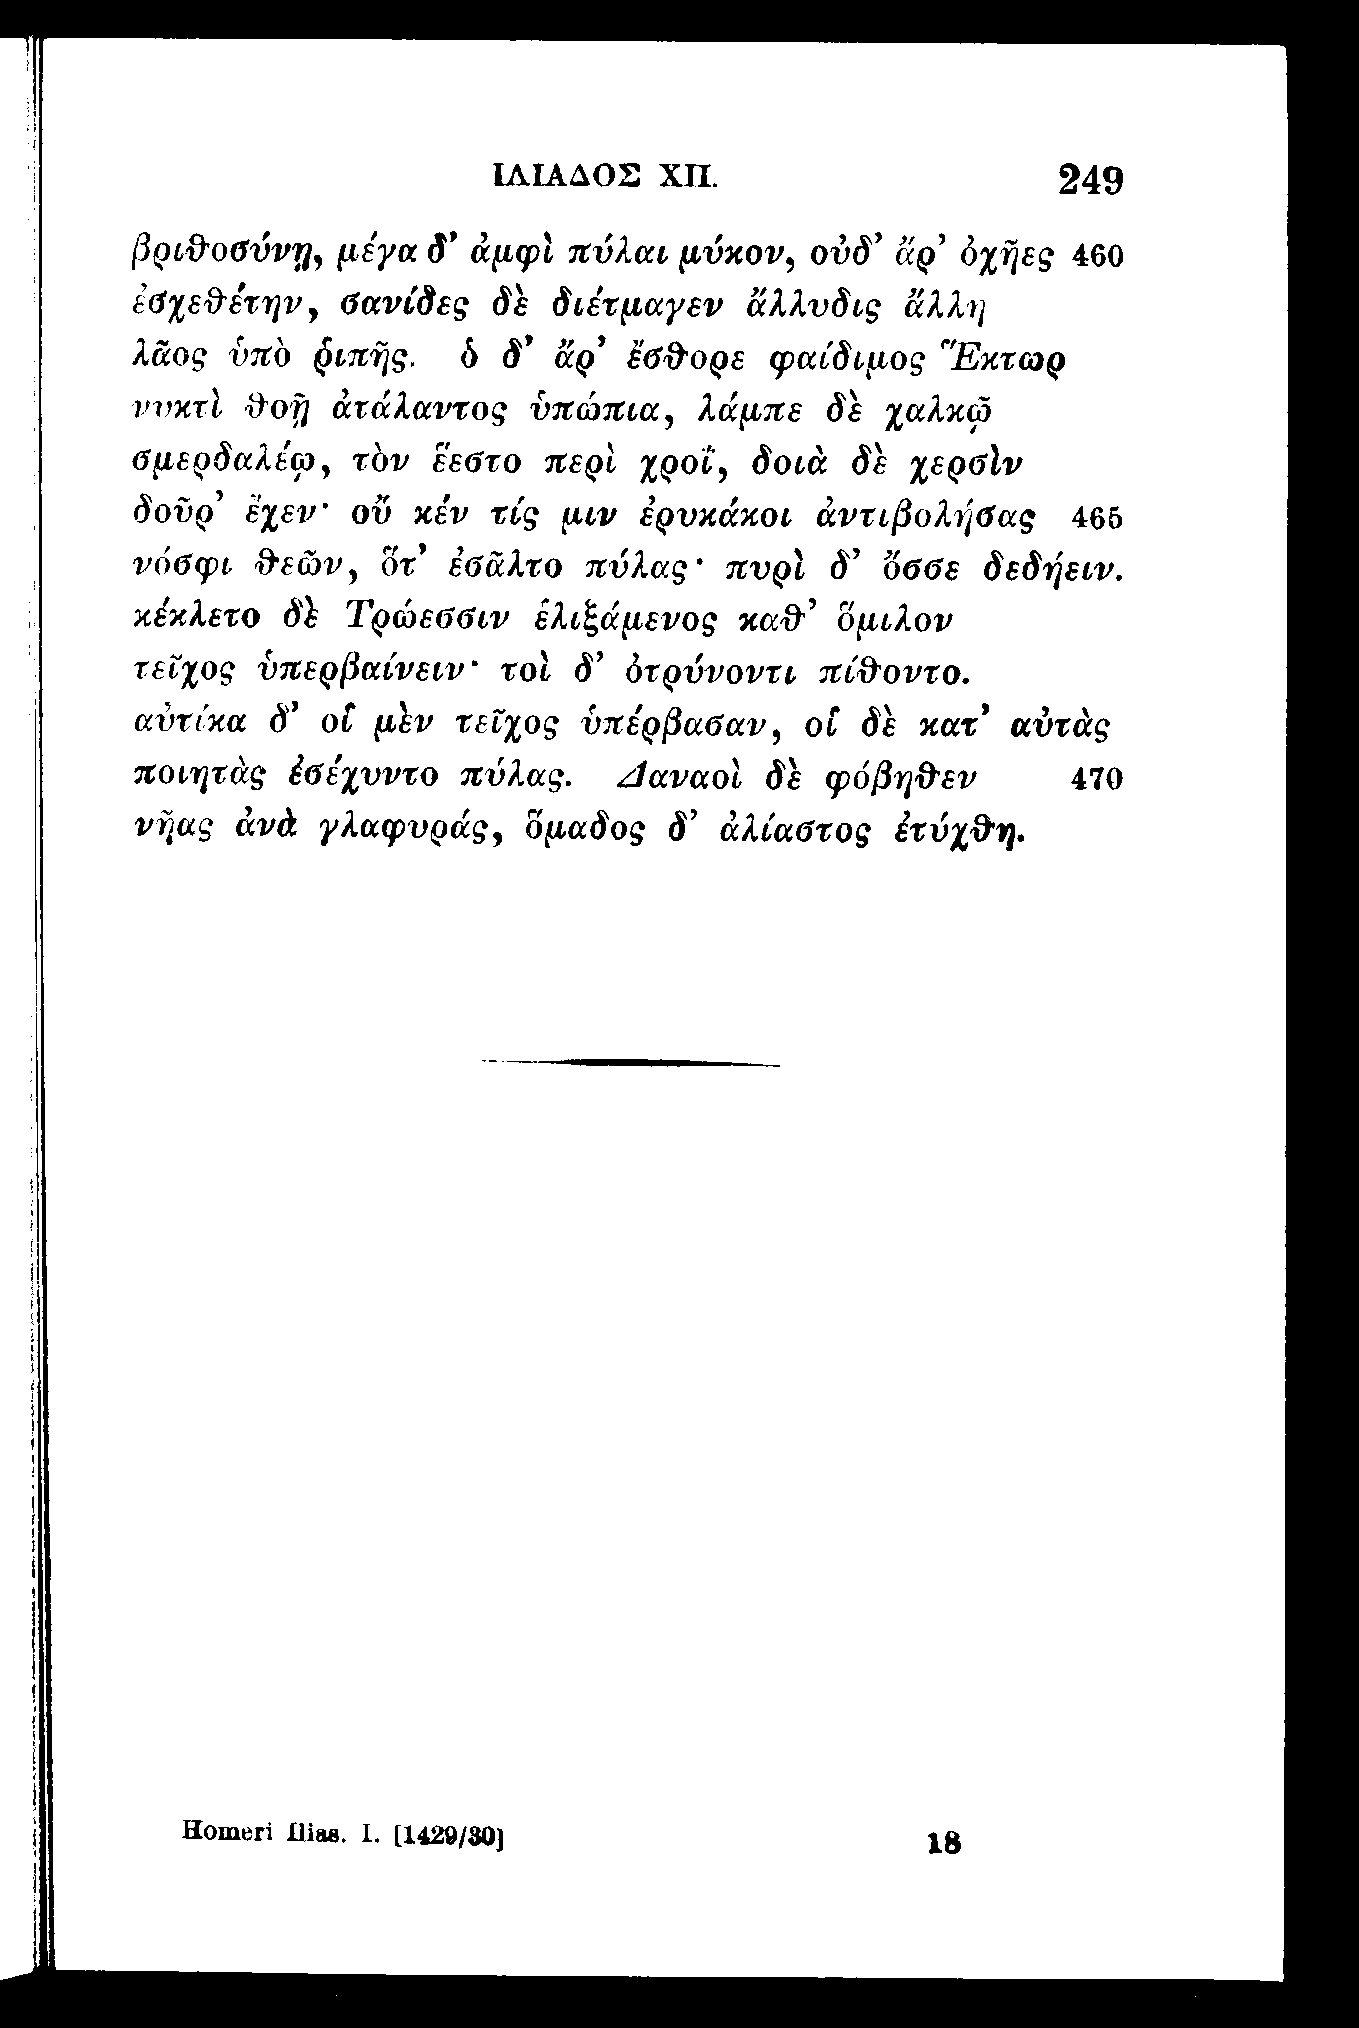 ΙΛΙΑΔΟΣ XII. 249
βριθοσύνῃ, μέγα δ’ ἀμφὶ πύλαι μύκον, οὐδ’ ἄρ’ ὀχῆες 460
ἐσχεθέτην, σανίδες δὲ διέτμαγεν ἄλλυδις ἄλλη
λᾶος ὑπὸ ῥιπῆς. ὁ δ’ ἄρ’ ἔσθορε φαίδιμος Ἕκτωρ
νυκτὶ θοῇ ἀτάλαντος ὑπώπια, λάμπε δὲ χαλκῷ
σμερδαλέῳ, τὸν ἕεστο περὶ χροΐ, δοιὰ δὲ χερσὶν
δοῦρ’ ἔχεν· οὔ κέν τίς μιν ἐρυκάκοι ἀντιβολήσας 465
νόσφι θεῶν, ὅτ’ ἐσᾶλτο πύλας· πυρὶ δ’ ὄσσε δεδήειν.
κέκλετο δὲ Τρώεσσιν ἑλιξάμενος καθ’ ὅμιλον
τεῖχος ὑπερβαίνειν· τοὶ δ’ ὀτρύνοντι πίθοντο.
αὐτίκα δ’ οἳ μὲν τεῖχος ὑπέρβασαν, οἳ δὲ κατ’ αὐτὰς
ποιητὰς ἐσέχυντο πύλας. Δαναοὶ δὲ φόβηθεν 470
νῆας ἀνὰ γλαφυράς, ὅμαδος δ’ ἀλίαστος ἐτύχθη.
Homeri Ilias. I. [1429/30] 18